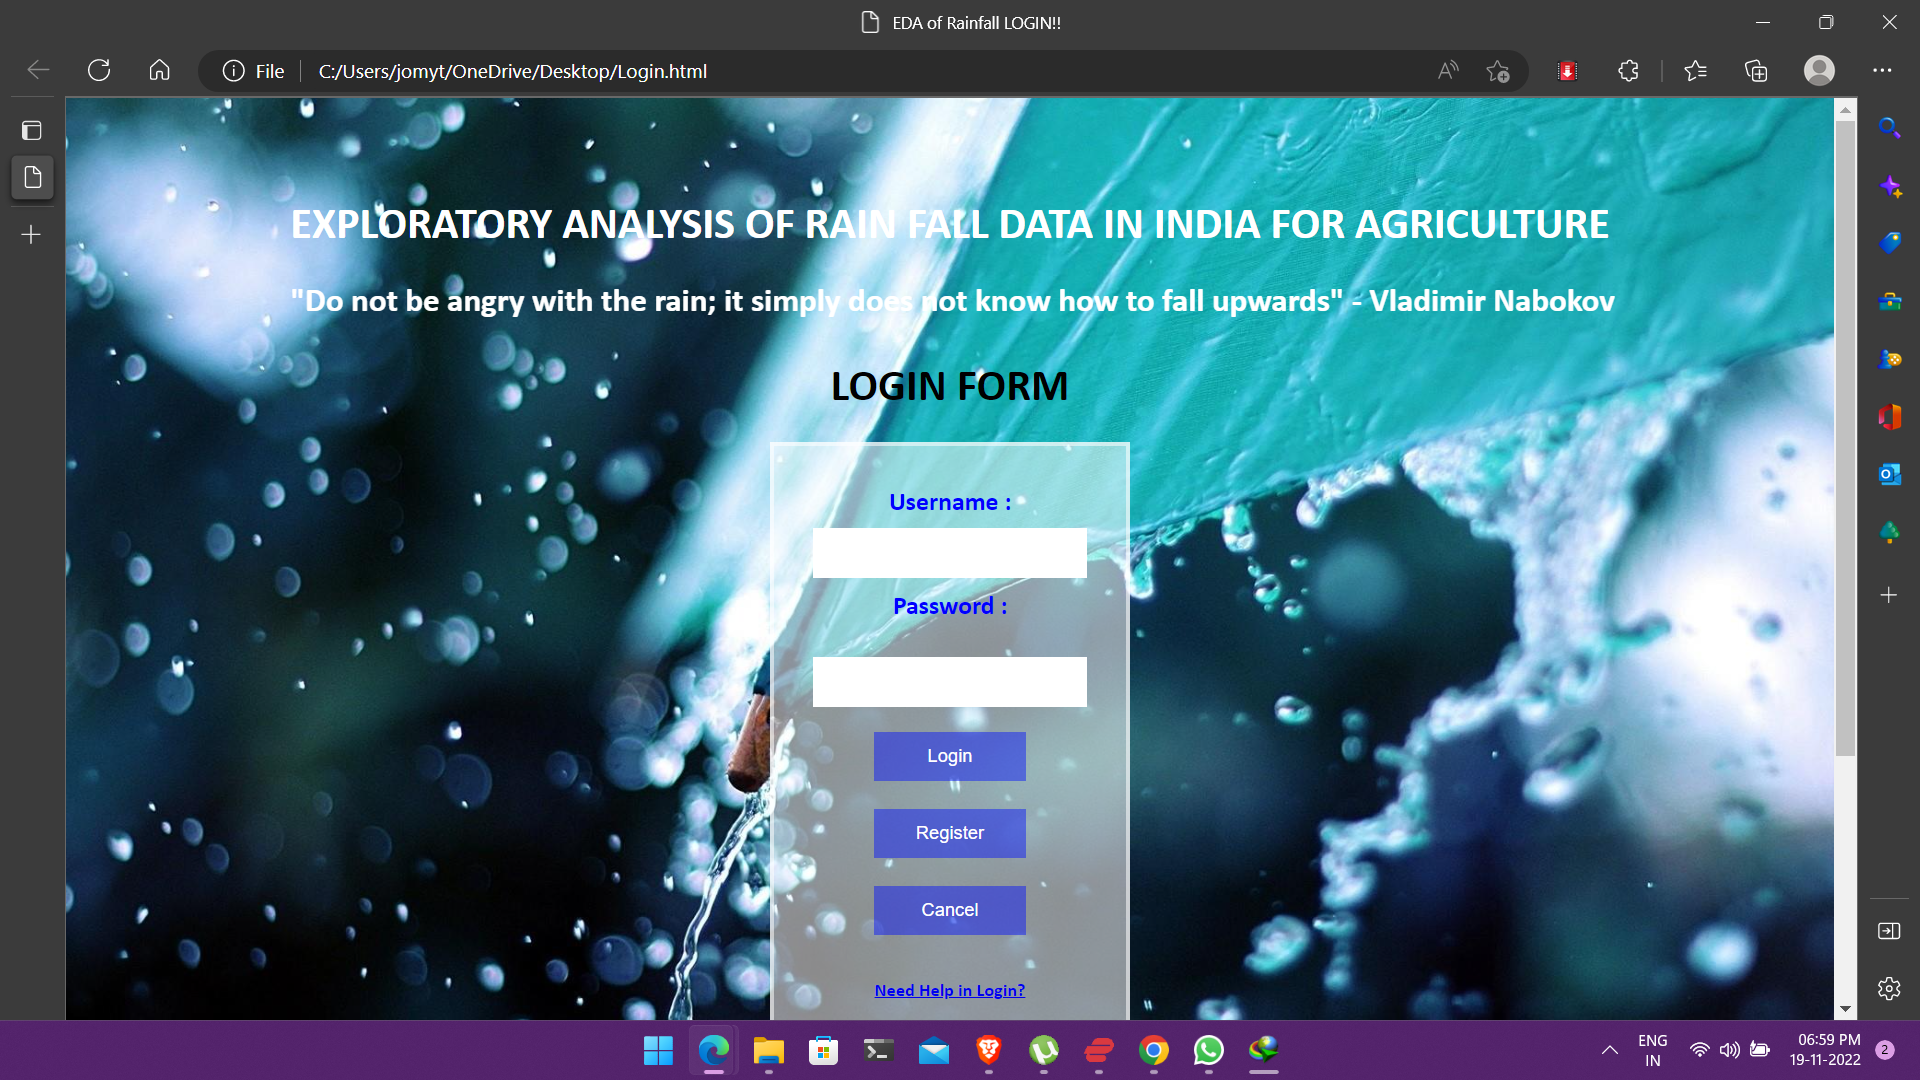 EDA of Rainfall LOGIN!!
File
C:/Users/jomyt/OneDrive/Desktop/Login.html
EXPLORATORY ANALYSIS OF RAIN FALL DATA IN INDIA FOR AGRICULTURE
"Do not be angry with the rain; it simply does not know how to fall upwards" - Vladimir Nabokov
LOGIN FORM
Username :
Password :
Login
Register
Cancel
Need Help in Login?
ENG
IN
06:59 PM
19-11-2022
2